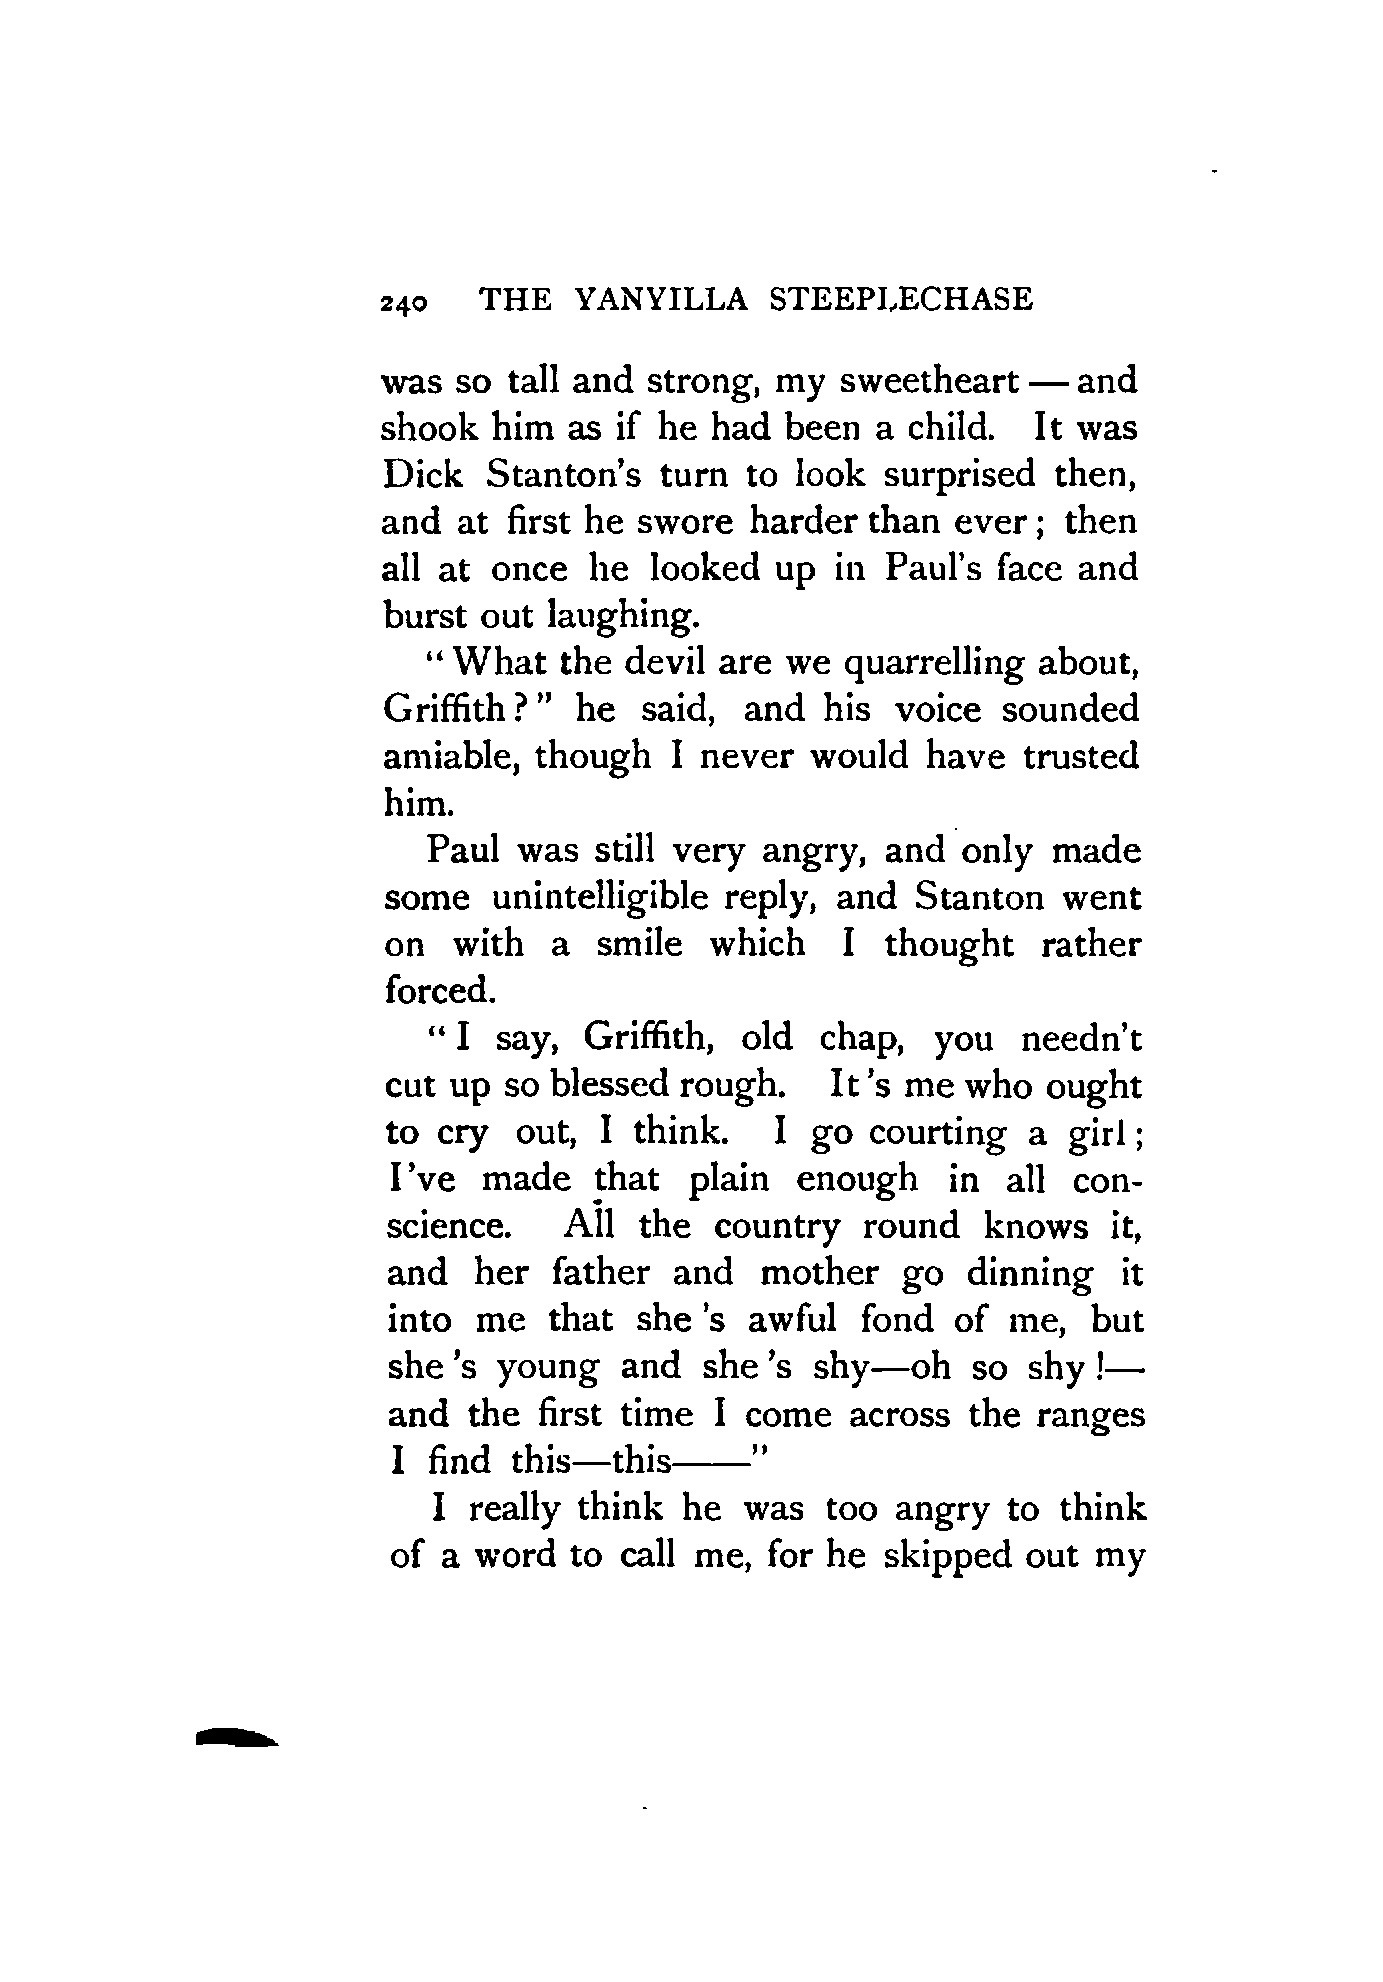 240 THE YANYILLA STEEPLECHASE
was so tall and strong, my sweetheart — and
shook him as if he had been a child. It was
Dick Stanton's turn to look surprised then,
and at first he swore harder than ever; then
all at once he looked up in Paul's face and
burst out laughing.
"What the devil are we quarrelling about,
Griffith?" he said, and his voice sounded
amiable, though I never would have trusted
him.
Paul was still very angry, and only made
some unintelligible reply, and Stanton went
on with a smile which I thought rather
forced.
"I say, Griffith, old chap, you needn't
cut up so blessed rough. It's me who ought
to cry out, I think. I go courting a girl;
I've made that plain enough in all con-
science. All the country round knows it,
and her father and mother go dinning it
into me that she's awful fond of me, but
she's young and she's shy—oh so shy!—
and the first time I come across the ranges
I find this—this——"
I really think he was too angry to think
of a word to call me, for he skipped out my